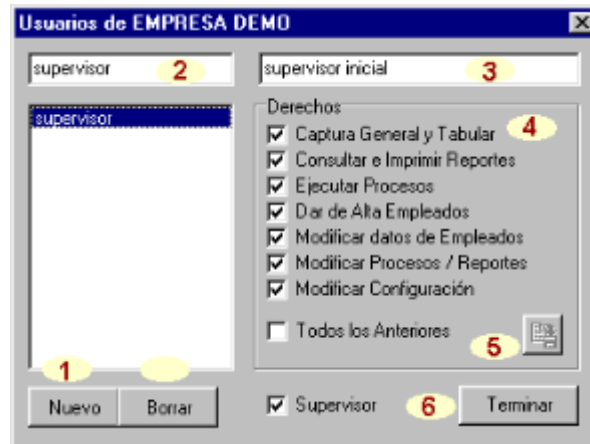 Usuarios de EMPRESA DEMO
supervisor 2
supervisor inicial 3
supervisor
Derechos
4
Captura General y Tabular
Consultar e Imprimir Reportes
Ejecutar Procesos
Dar de Alta Empleados
Modificar datos de Empleados
Modificar Procesos / Reportes
Modificar Configuración
Todos los Anteriores
5
1
Nuevo
Borrar
Supervisor
6
Terminar